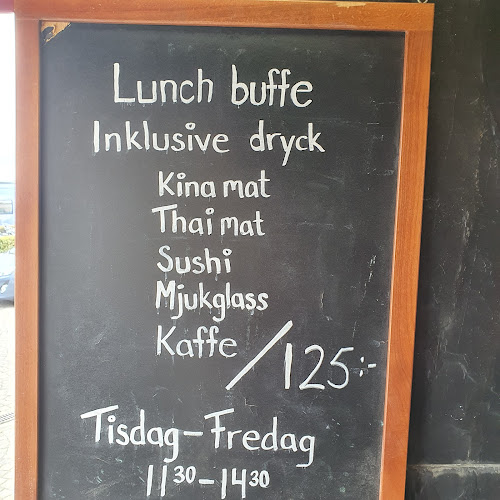 Lunch buffe
Inklusive dryck
Kina mat
Thai mat
Sushi
Mjukglass
Kaffe /125:-
Tisdag-Fredag
11³⁰-14³⁰